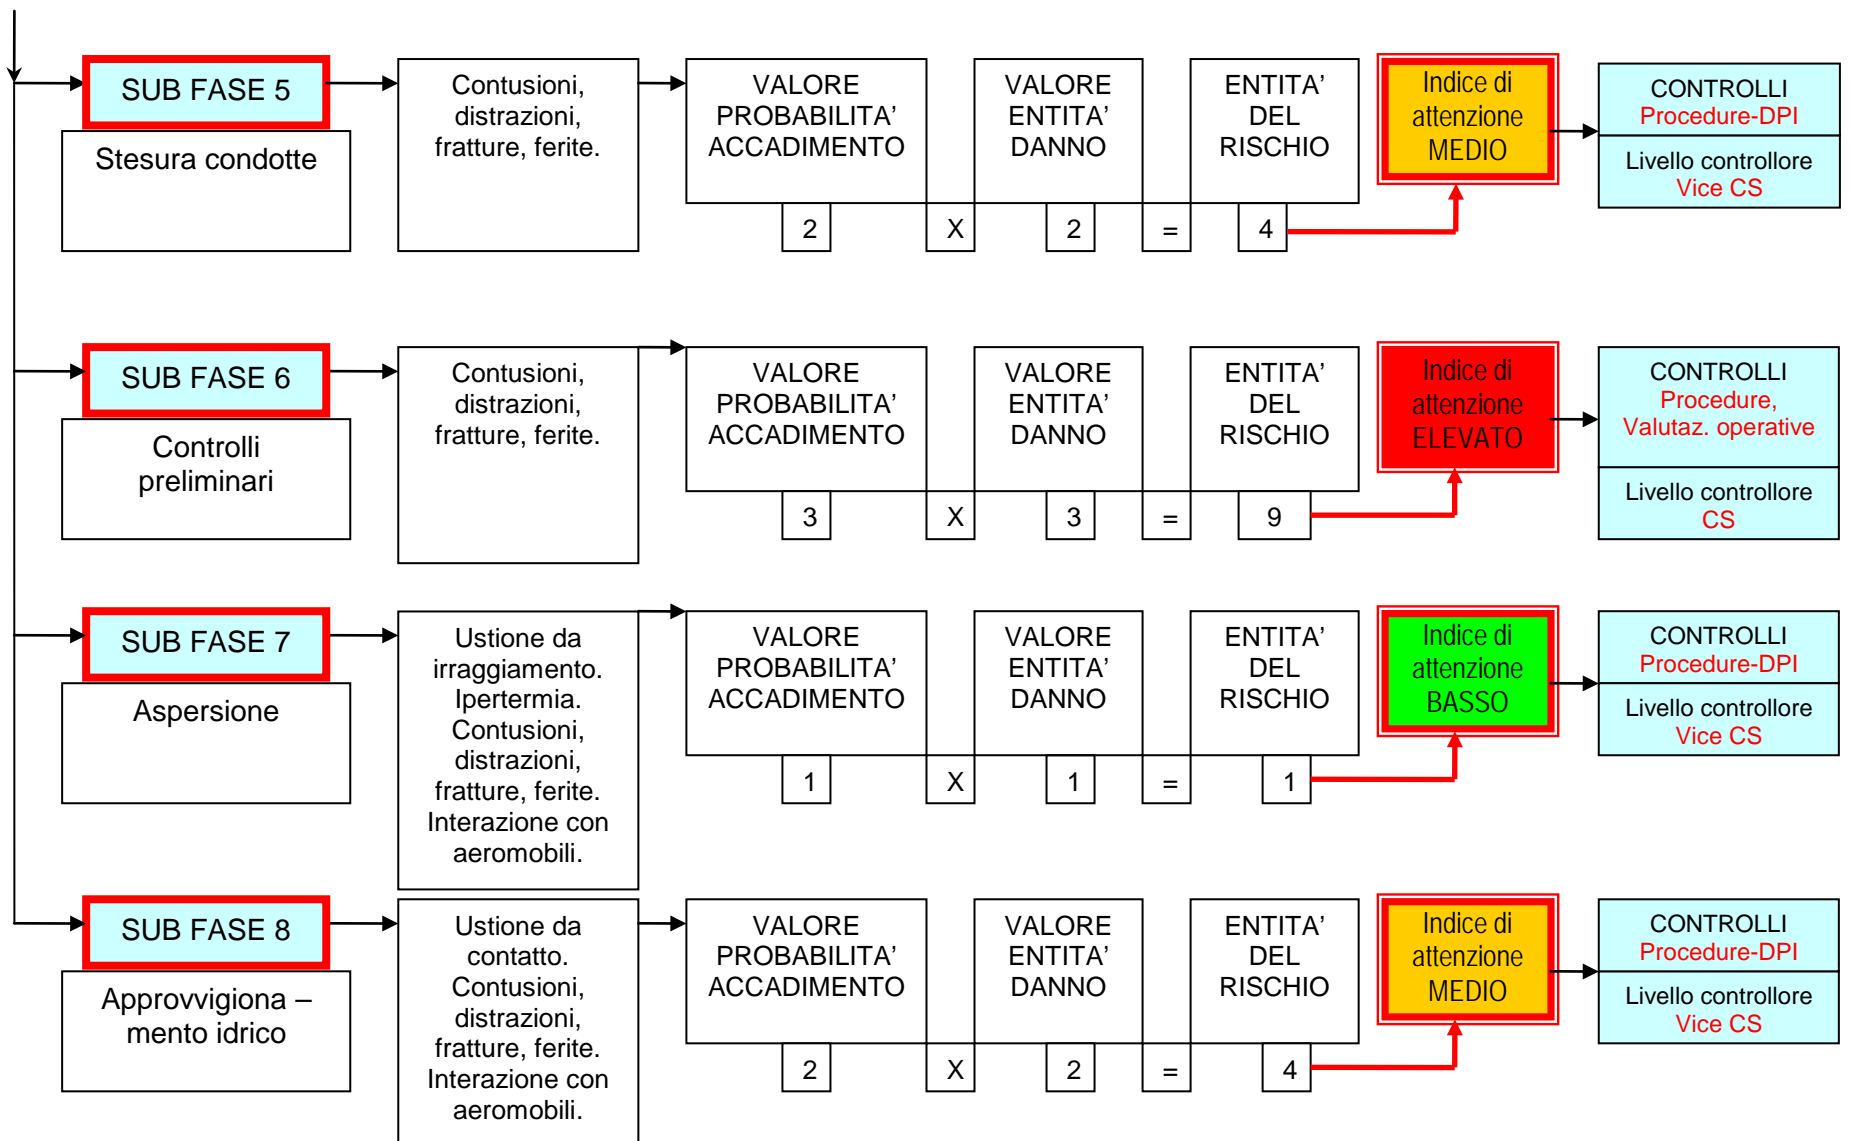 SUB FASE 5
Stesura condotte
Contusioni,
distrazioni,
fratture, ferite.
VALORE
PROBABILITA’
ACCADIMENTO
VALORE
ENTITA’
DANNO
ENTITA’
DEL
RISCHIO
2
X
2
=
4
Indice di
attenzione
MEDIO
CONTROLLI
Procedure-DPI
Livello controllore
Vice CS
SUB FASE 6
Controlli
preliminari
Contusioni,
distrazioni,
fratture, ferite.
VALORE
PROBABILITA’
ACCADIMENTO
VALORE
ENTITA’
DANNO
ENTITA’
DEL
RISCHIO
3
X
3
=
9
Indice di
attenzione
ELEVATO
CONTROLLI
Procedure,
Valutaz. operative
Livello controllore
CS
SUB FASE 7
Aspersione
Ustione da
irraggiamento.
Ipertermia.
Contusioni,
distrazioni,
fratture, ferite.
Interazione con
aeromobili.
VALORE
PROBABILITA’
ACCADIMENTO
VALORE
ENTITA’
DANNO
ENTITA’
DEL
RISCHIO
1
X
1
=
1
Indice di
attenzione
BASSO
CONTROLLI
Procedure-DPI
Livello controllore
Vice CS
SUB FASE 8
Approvvigiona –
mento idrico
Ustione da
contatto.
Contusioni,
distrazioni,
fratture, ferite.
Interazione con
aeromobili.
VALORE
PROBABILITA’
ACCADIMENTO
VALORE
ENTITA’
DANNO
ENTITA’
DEL
RISCHIO
2
X
2
=
4
Indice di
attenzione
MEDIO
CONTROLLI
Procedure-DPI
Livello controllore
Vice CS